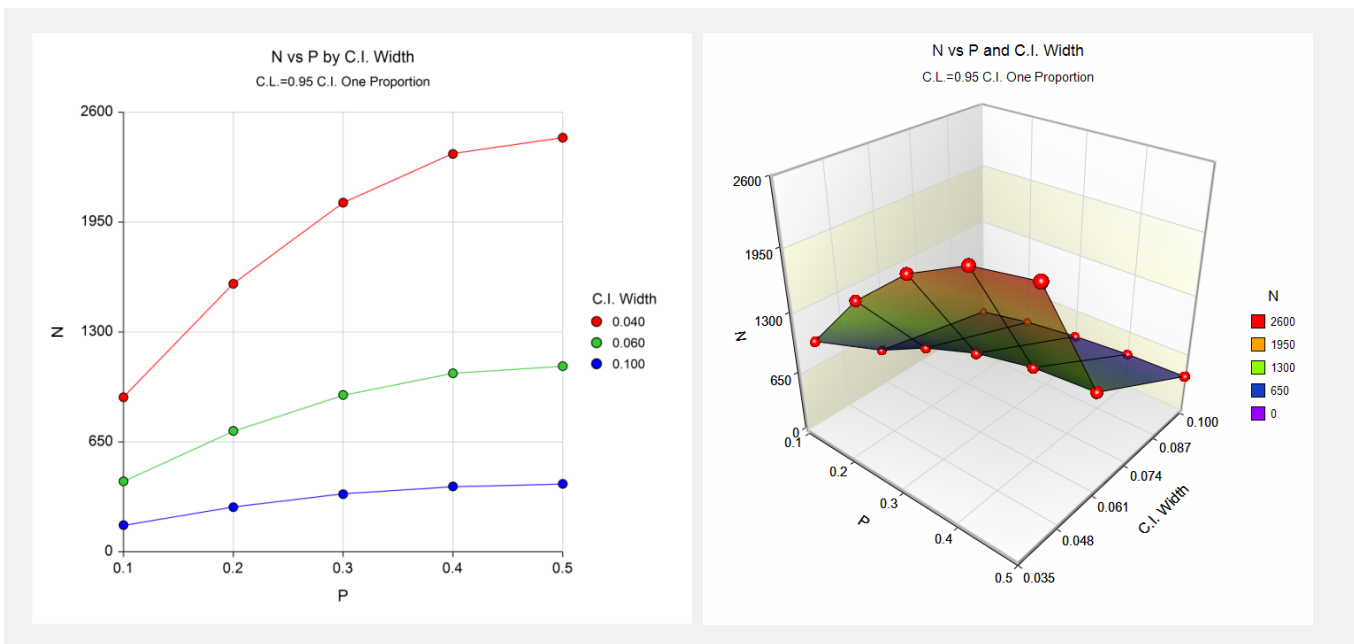 N vs P by C.I. Width
C.L.=0.95 C.I. One Proportion
2600
1950
1300
650
0
N
0.1 0.2 0.3 0.4 0.5
P
C.I. Width
0.040
0.060
0.100
N vs P and C.I. Width
C.L.=0.95 C.I. One Proportion
2600
1950
1300
650
0
N
0.1
0.2
0.3
0.4
0.5
P
0.035
0.048
0.061
0.074
0.087
0.100
C.I. Width
N
2600
1950
1300
650
0